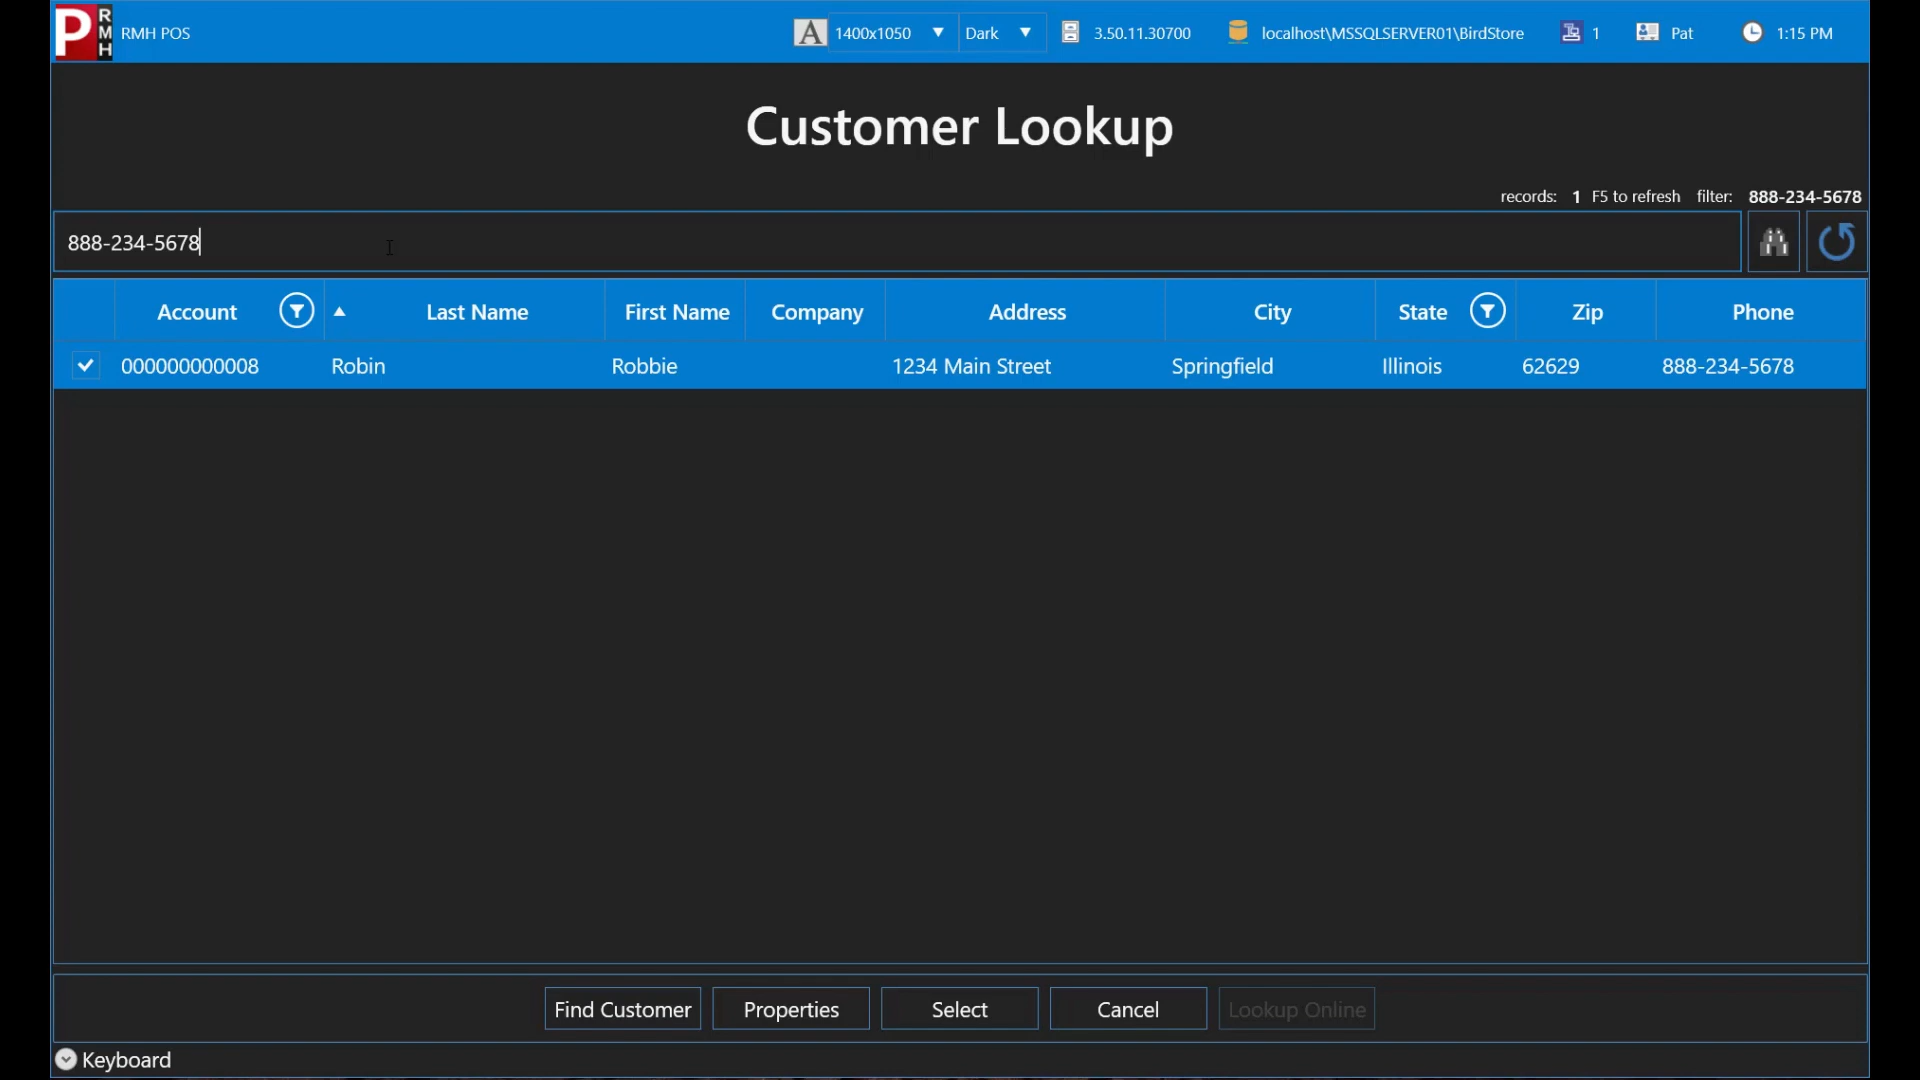 P RMH RMH POS A 1400x1050 Dark 3.50.11.30700 localhost\MSSQLSERVER01\BirdStore 1 Pat 1:15 PM
Customer Lookup
records: 1 F5 to refresh filter: 888-234-5678
888-234-5678
Account Last Name First Name Company Address City State Zip Phone
000000000008 Robin Robbie 1234 Main Street Springfield Illinois 62629 888-234-5678
Find Customer Properties Select Cancel Lookup Online
Keyboard